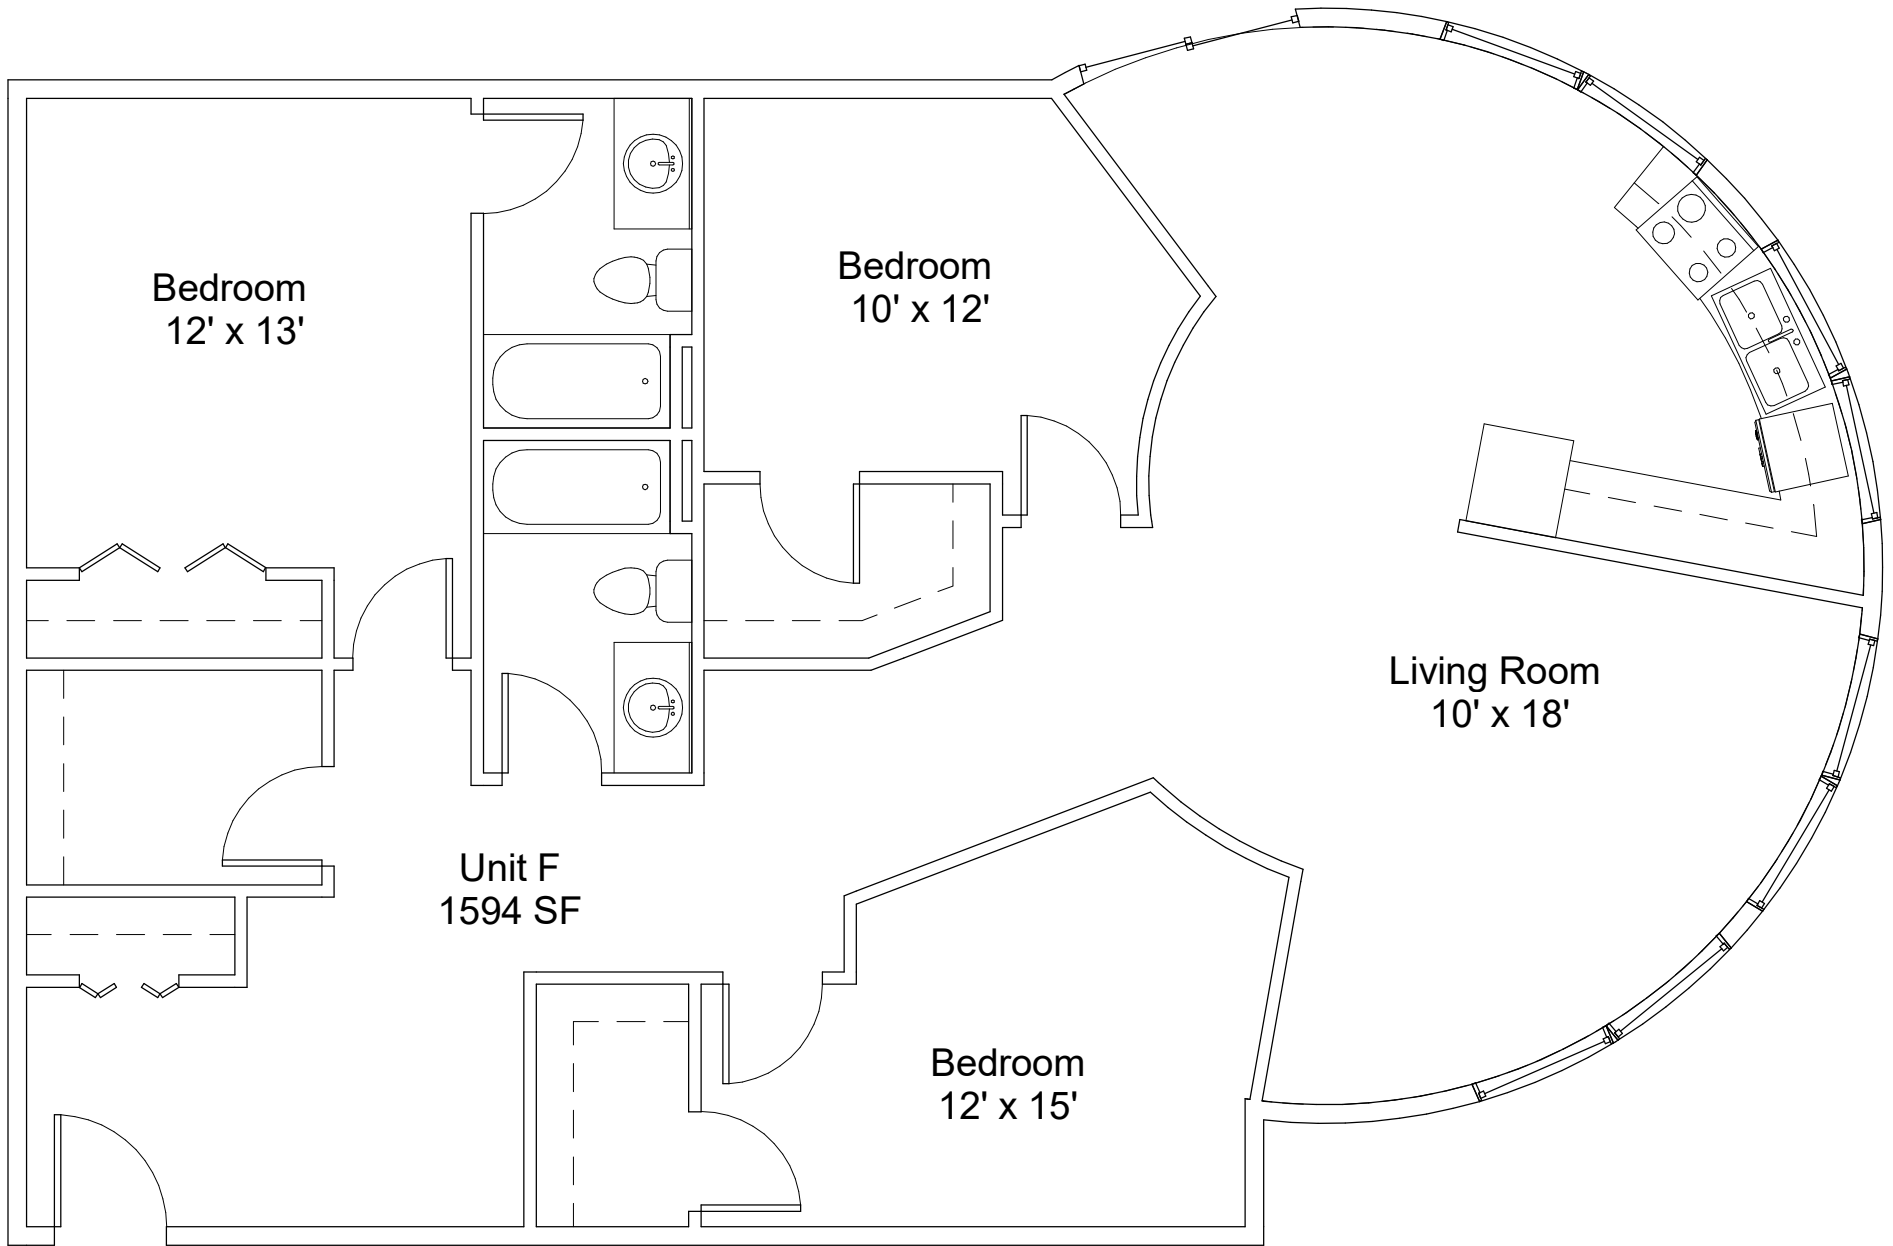 Bedroom
12' x 13'
Bedroom
10' x 12'
Living Room
10' x 18'
Unit F
1594 SF
Bedroom
12' x 15'